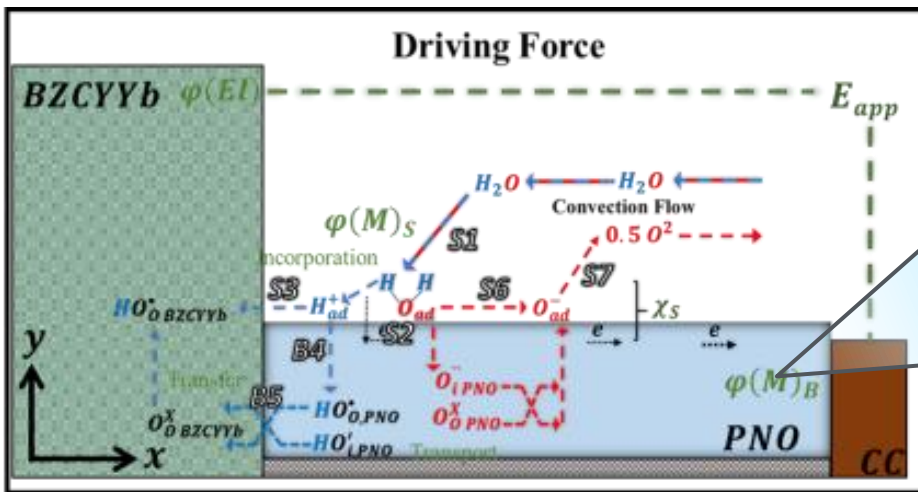 Driving Force
BZCYYb φ(El) E_app
H₂O H₂O
Convection Flow
φ(M)_S S1 0.5 O² S7
Incorporation
H H
S3 H⁺_ad O_ad S6 O⁻_ad χ_S
HO•_O BZCYYb e S2 e e
y B4
Transfer B5 O⁻_i PNO φ(M)_B
HO•_O,PNO O^X_O PNO
O^X_O BZCYYb HO'_i,PNO PNO
x Transport CC